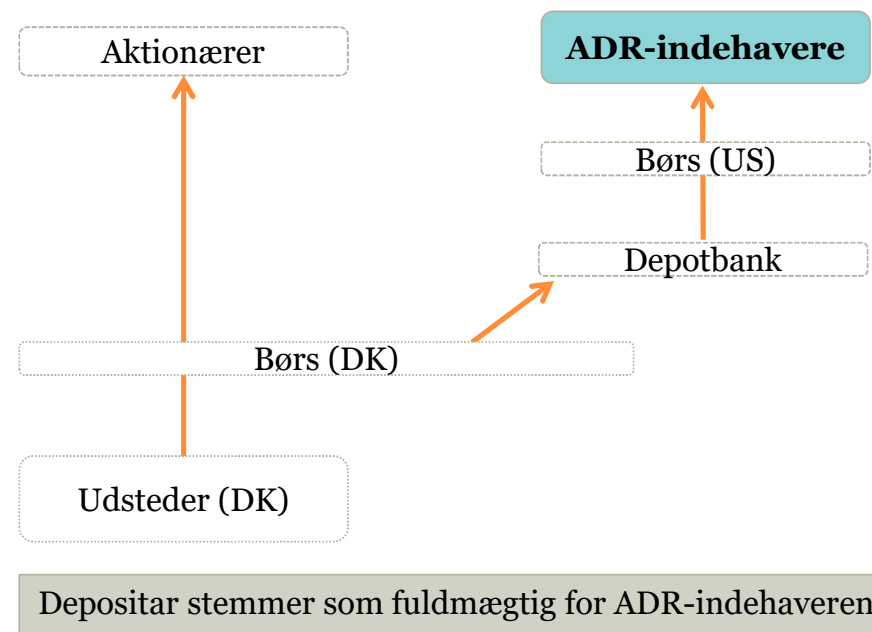 Aktionærer
ADR-indehavere
Børs (US)
Depotbank
Børs (DK)
Udsteder (DK)
Depositar stemmer som fuldmægtig for ADR-indehaveren